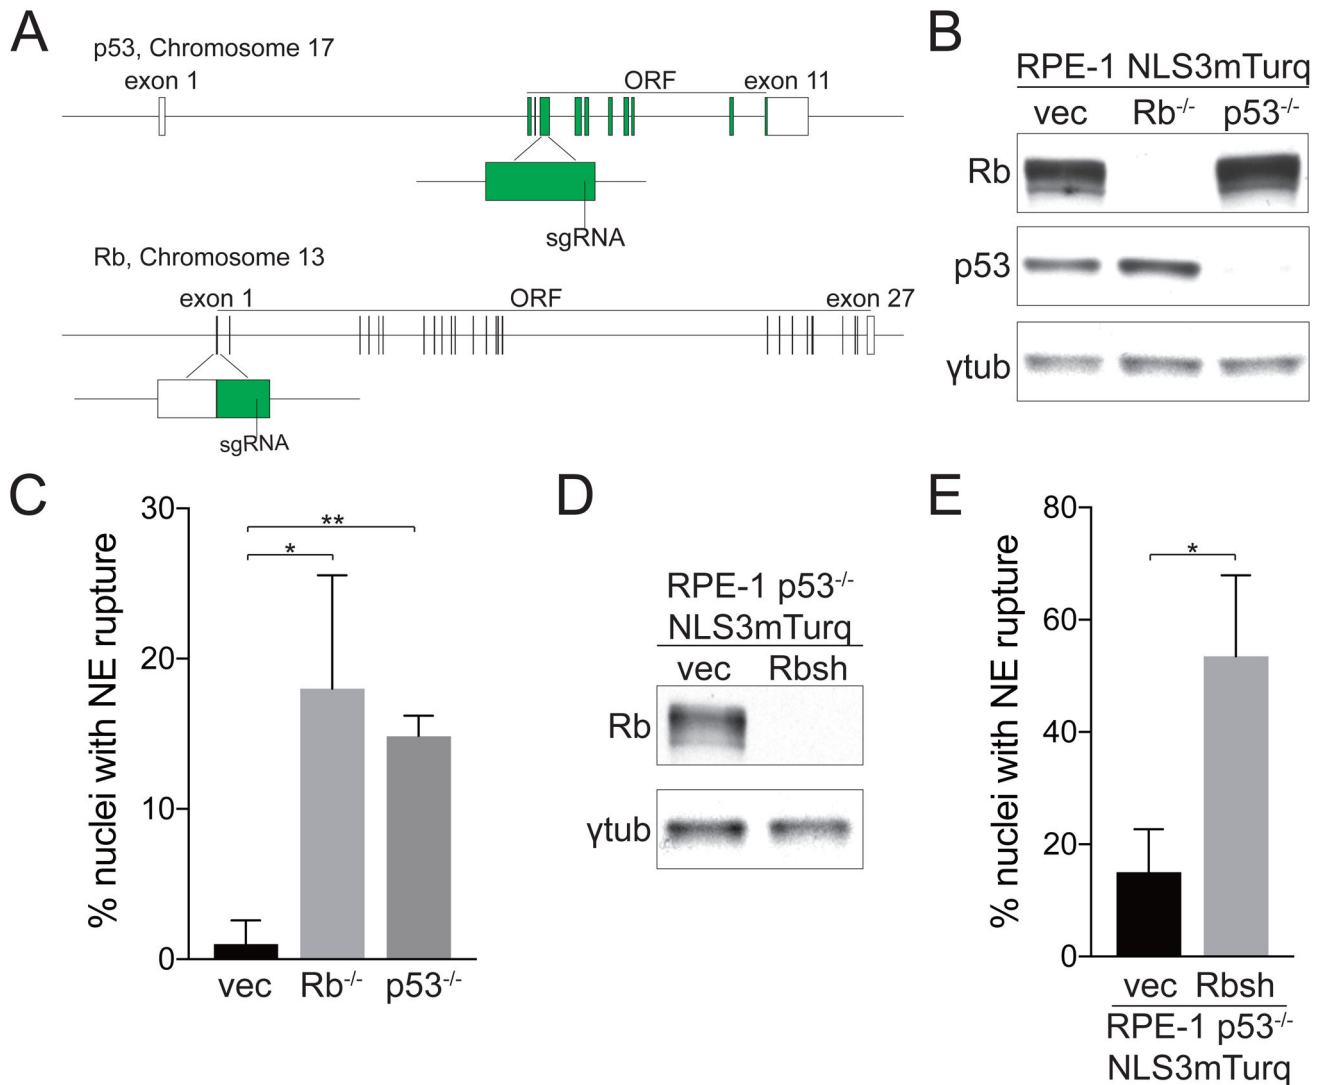 A
p53, Chromosome 17
exon 1
ORF
exon 11
sgRNA
Rb, Chromosome 13
exon 1
ORF
exon 27
sgRNA
B
RPE-1 NLS3mTurq
vec Rb-/- p53-/-
Rb
p53
γtub
C
% nuclei with NE rupture
30
20
10
0
**
*
vec Rb-/- p53-/-
D
RPE-1 p53-/-
NLS3mTurq
vec Rbsh
Rb
γtub
E
% nuclei with NE rupture
80
60
40
20
0
*
vec Rbsh
RPE-1 p53-/-
NLS3mTurq